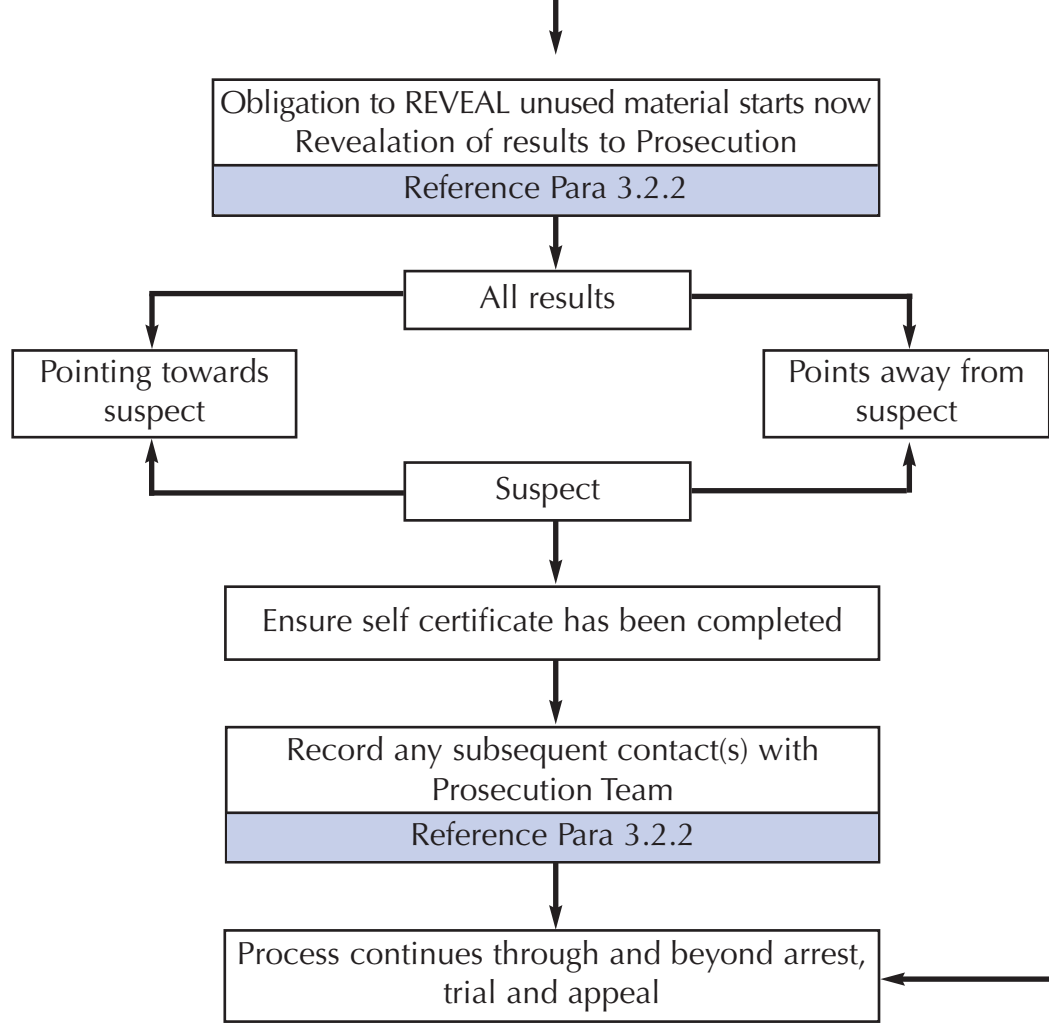 Obligation to REVEAL unused material starts now
Revealation of results to Prosecution
Reference Para 3.2.2
All results
Pointing towards
suspect
Points away from
suspect
Suspect
Ensure self certificate has been completed
Record any subsequent contact(s) with
Prosecution Team
Reference Para 3.2.2
Process continues through and beyond arrest,
trial and appeal